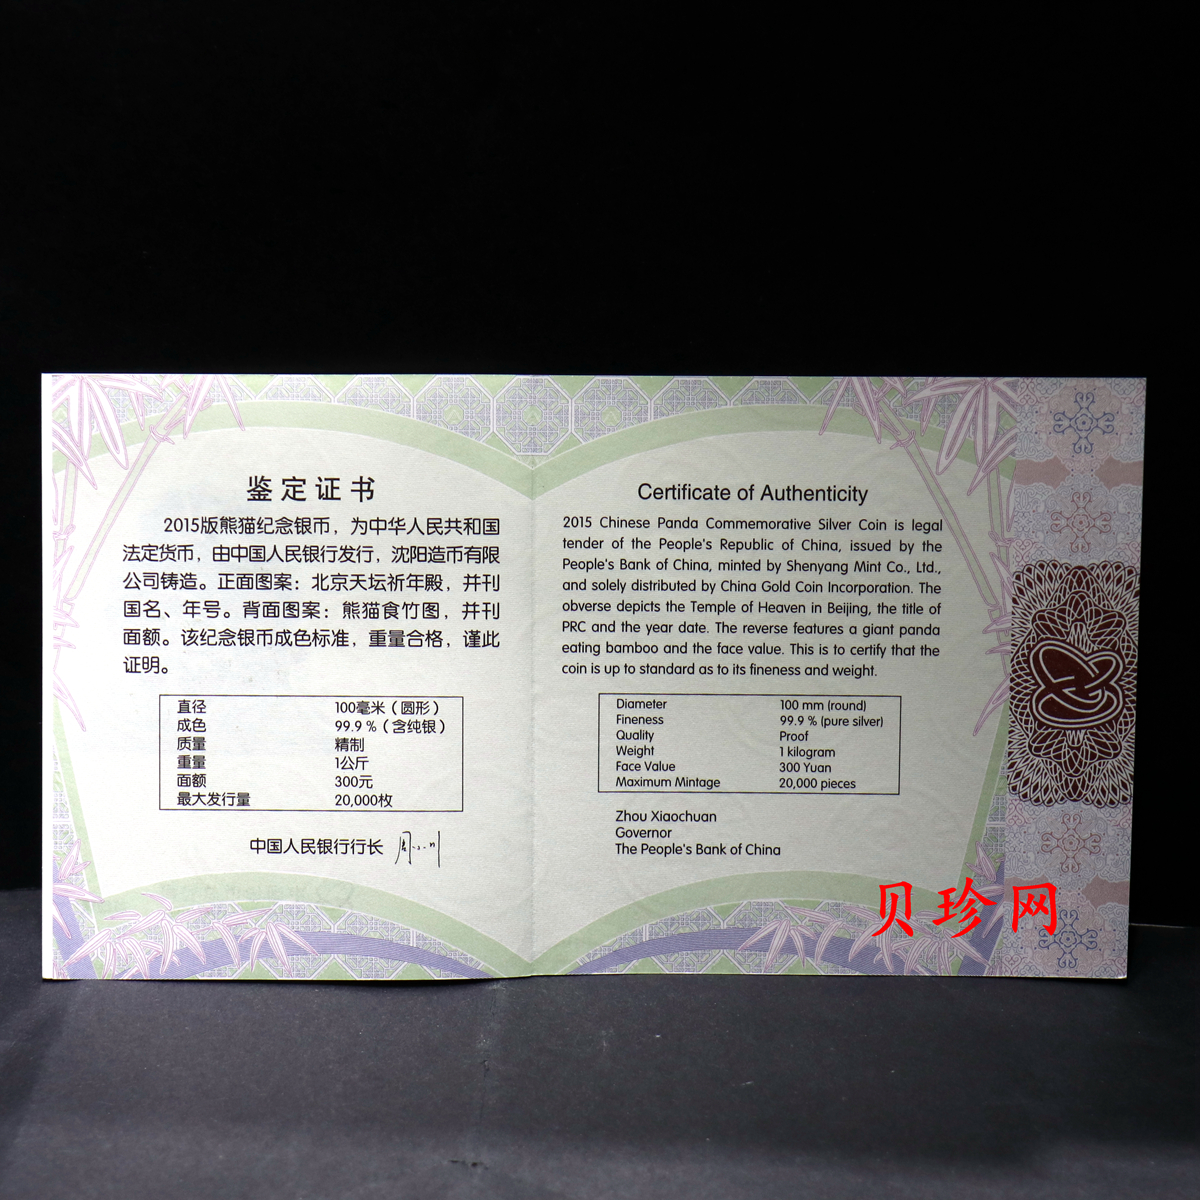 鉴定证书
2015版熊猫纪念银币，为中华人民共和国
法定货币，由中国人民银行发行，沈阳造币有限
公司铸造。正面图案：北京天坛祈年殿，并刊
国名、年号。背面图案：熊猫食竹图，并刊
面额。该纪念银币成色标准，重量合格，谨此
证明。
直径 100毫米（圆形）
成色 99.9％（含纯银）
质量 精制
重量 1公斤
面额 300元
最大发行量 20,000枚
中国人民银行行长
Certificate of Authenticity
2015 Chinese Panda Commemorative Silver Coin is legal
tender of the People's Republic of China, issued by the
People's Bank of China, minted by Shenyang Mint Co., Ltd.,
and solely distributed by China Gold Coin Incorporation. The
obverse depicts the Temple of Heaven in Beijing, the title of
PRC and the year date. The reverse features a giant panda
eating bamboo and the face value. This is to certify that the
coin is up to standard as to its fineness and weight.
Diameter 100 mm (round)
Fineness 99.9 % (pure silver)
Quality Proof
Weight 1 kilogram
Face Value 300 Yuan
Maximum Mintage 20,000 pieces
Zhou Xiaochuan
Governor
The People's Bank of China
贝珍网